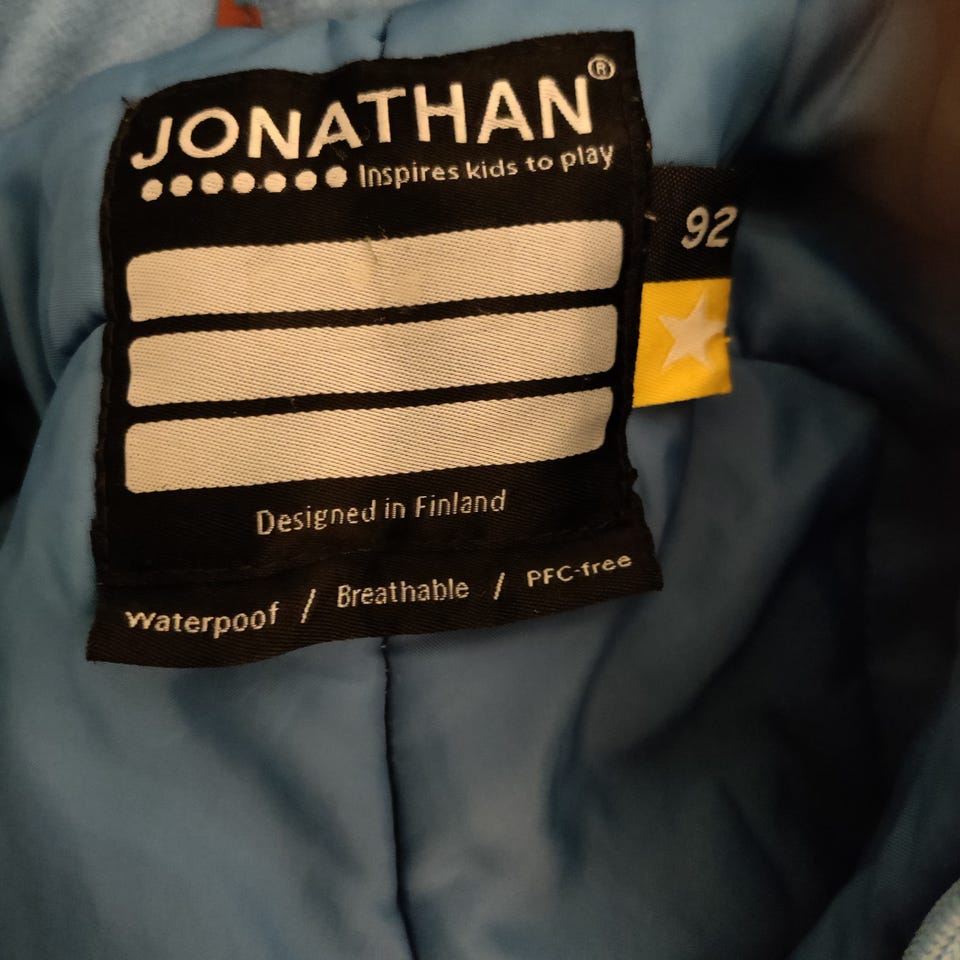 JONATHAN®
Inspires kids to play
92
Designed in Finland
Waterpoof / Breathable / PFC-free